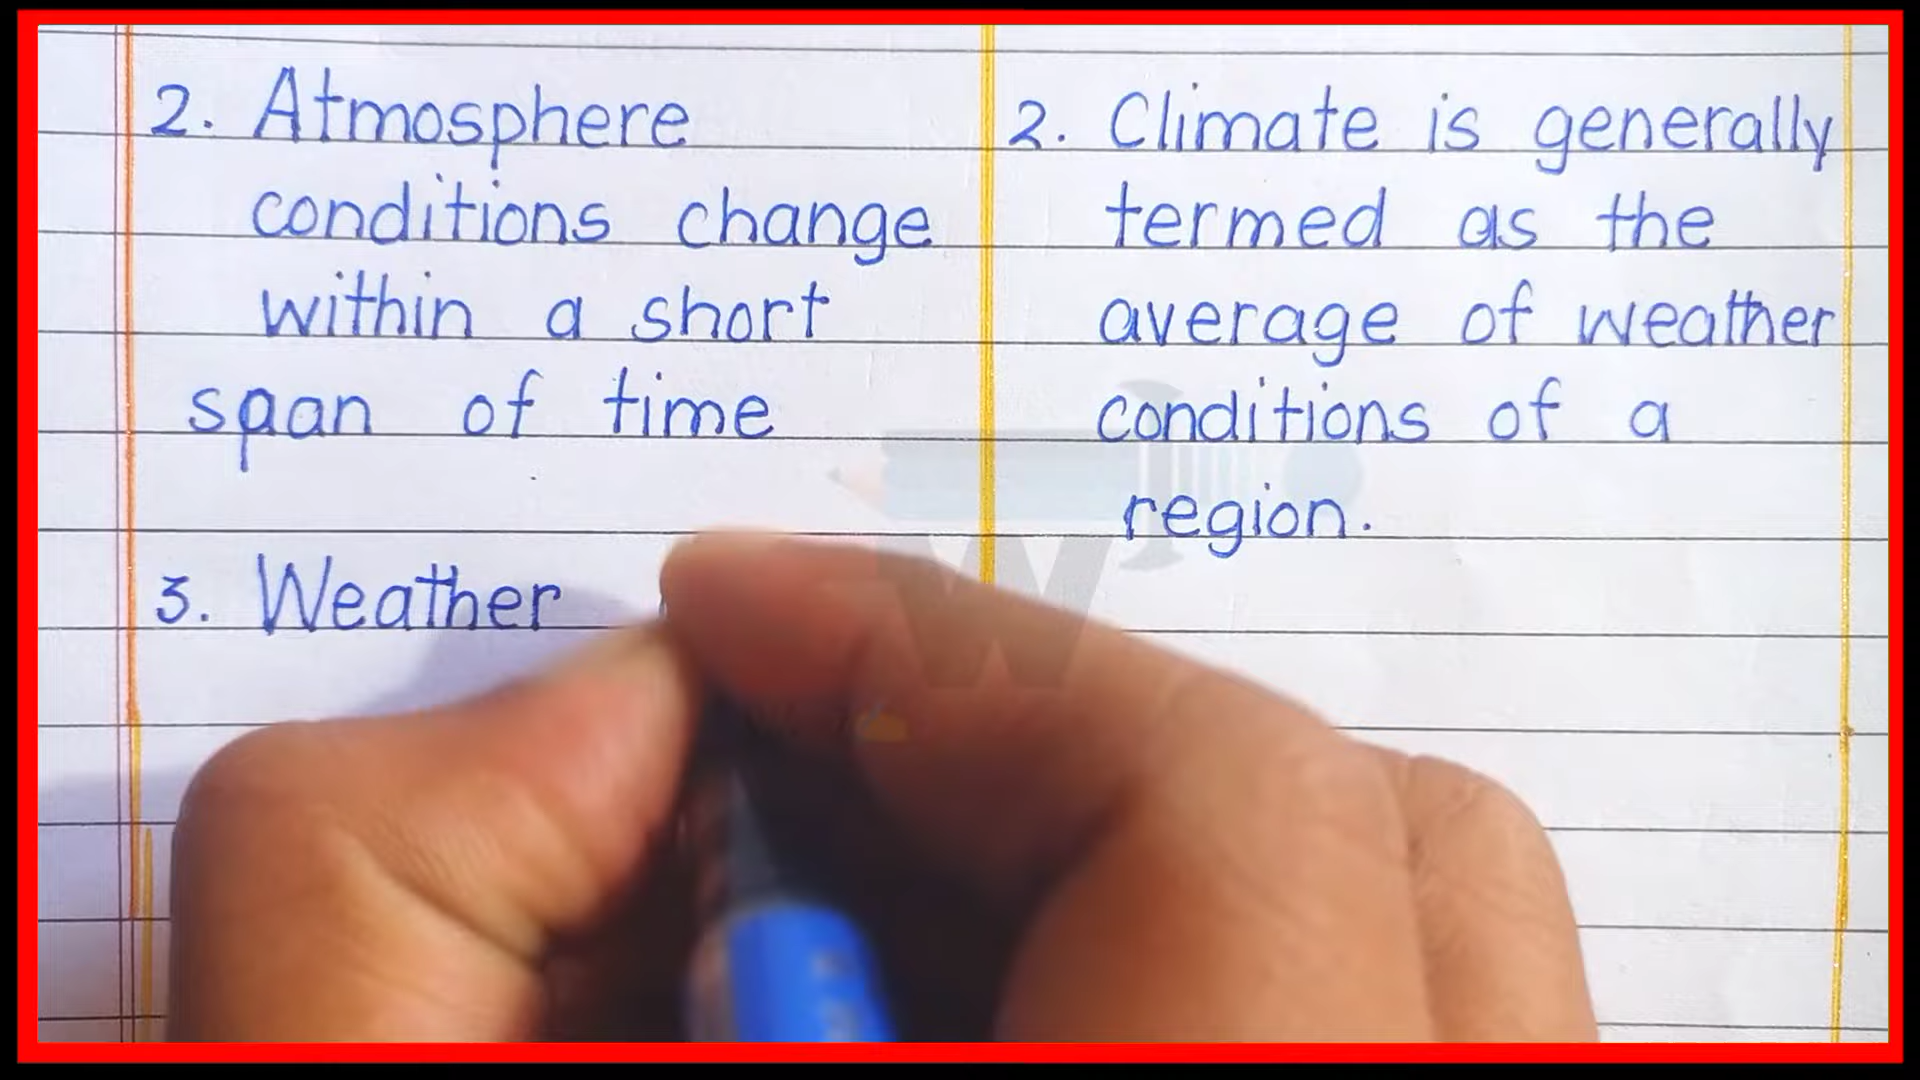 2. Atmosphere
conditions change
within a short
span of time
3. Weather
2. Climate is generally
termed as the
average of weather
conditions of a
region.
W